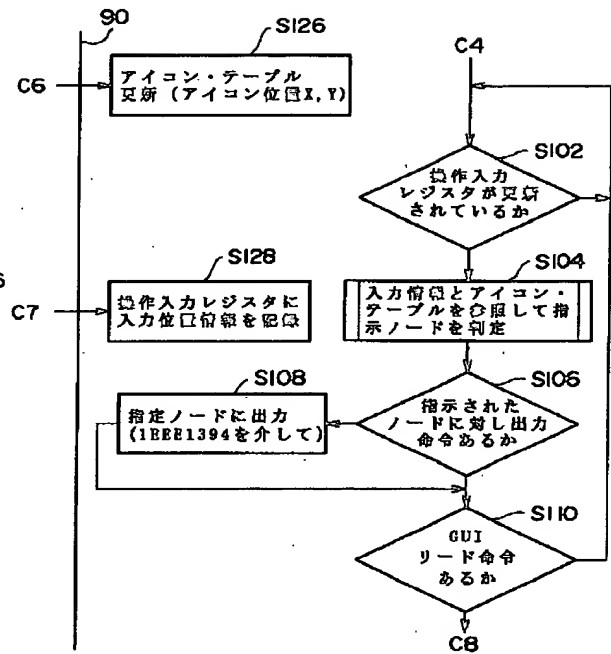 90
S126
C6
アイコン・テーブル
更新(アイコン位置X,Y)
C4
S102
操作入力
レジスタが更新
されているか
S128
C7
操作入力レジスタに
入力位置情報を記録
6
S104
入力情報とアイコン・
テーブルを参照して指
示ノードを判定
S106
指示された
ノードに対し出力
命令あるか
S108
指定ノードに出力
(IEEE1394を介して)
S110
GUI
リード命令
あるか
C8